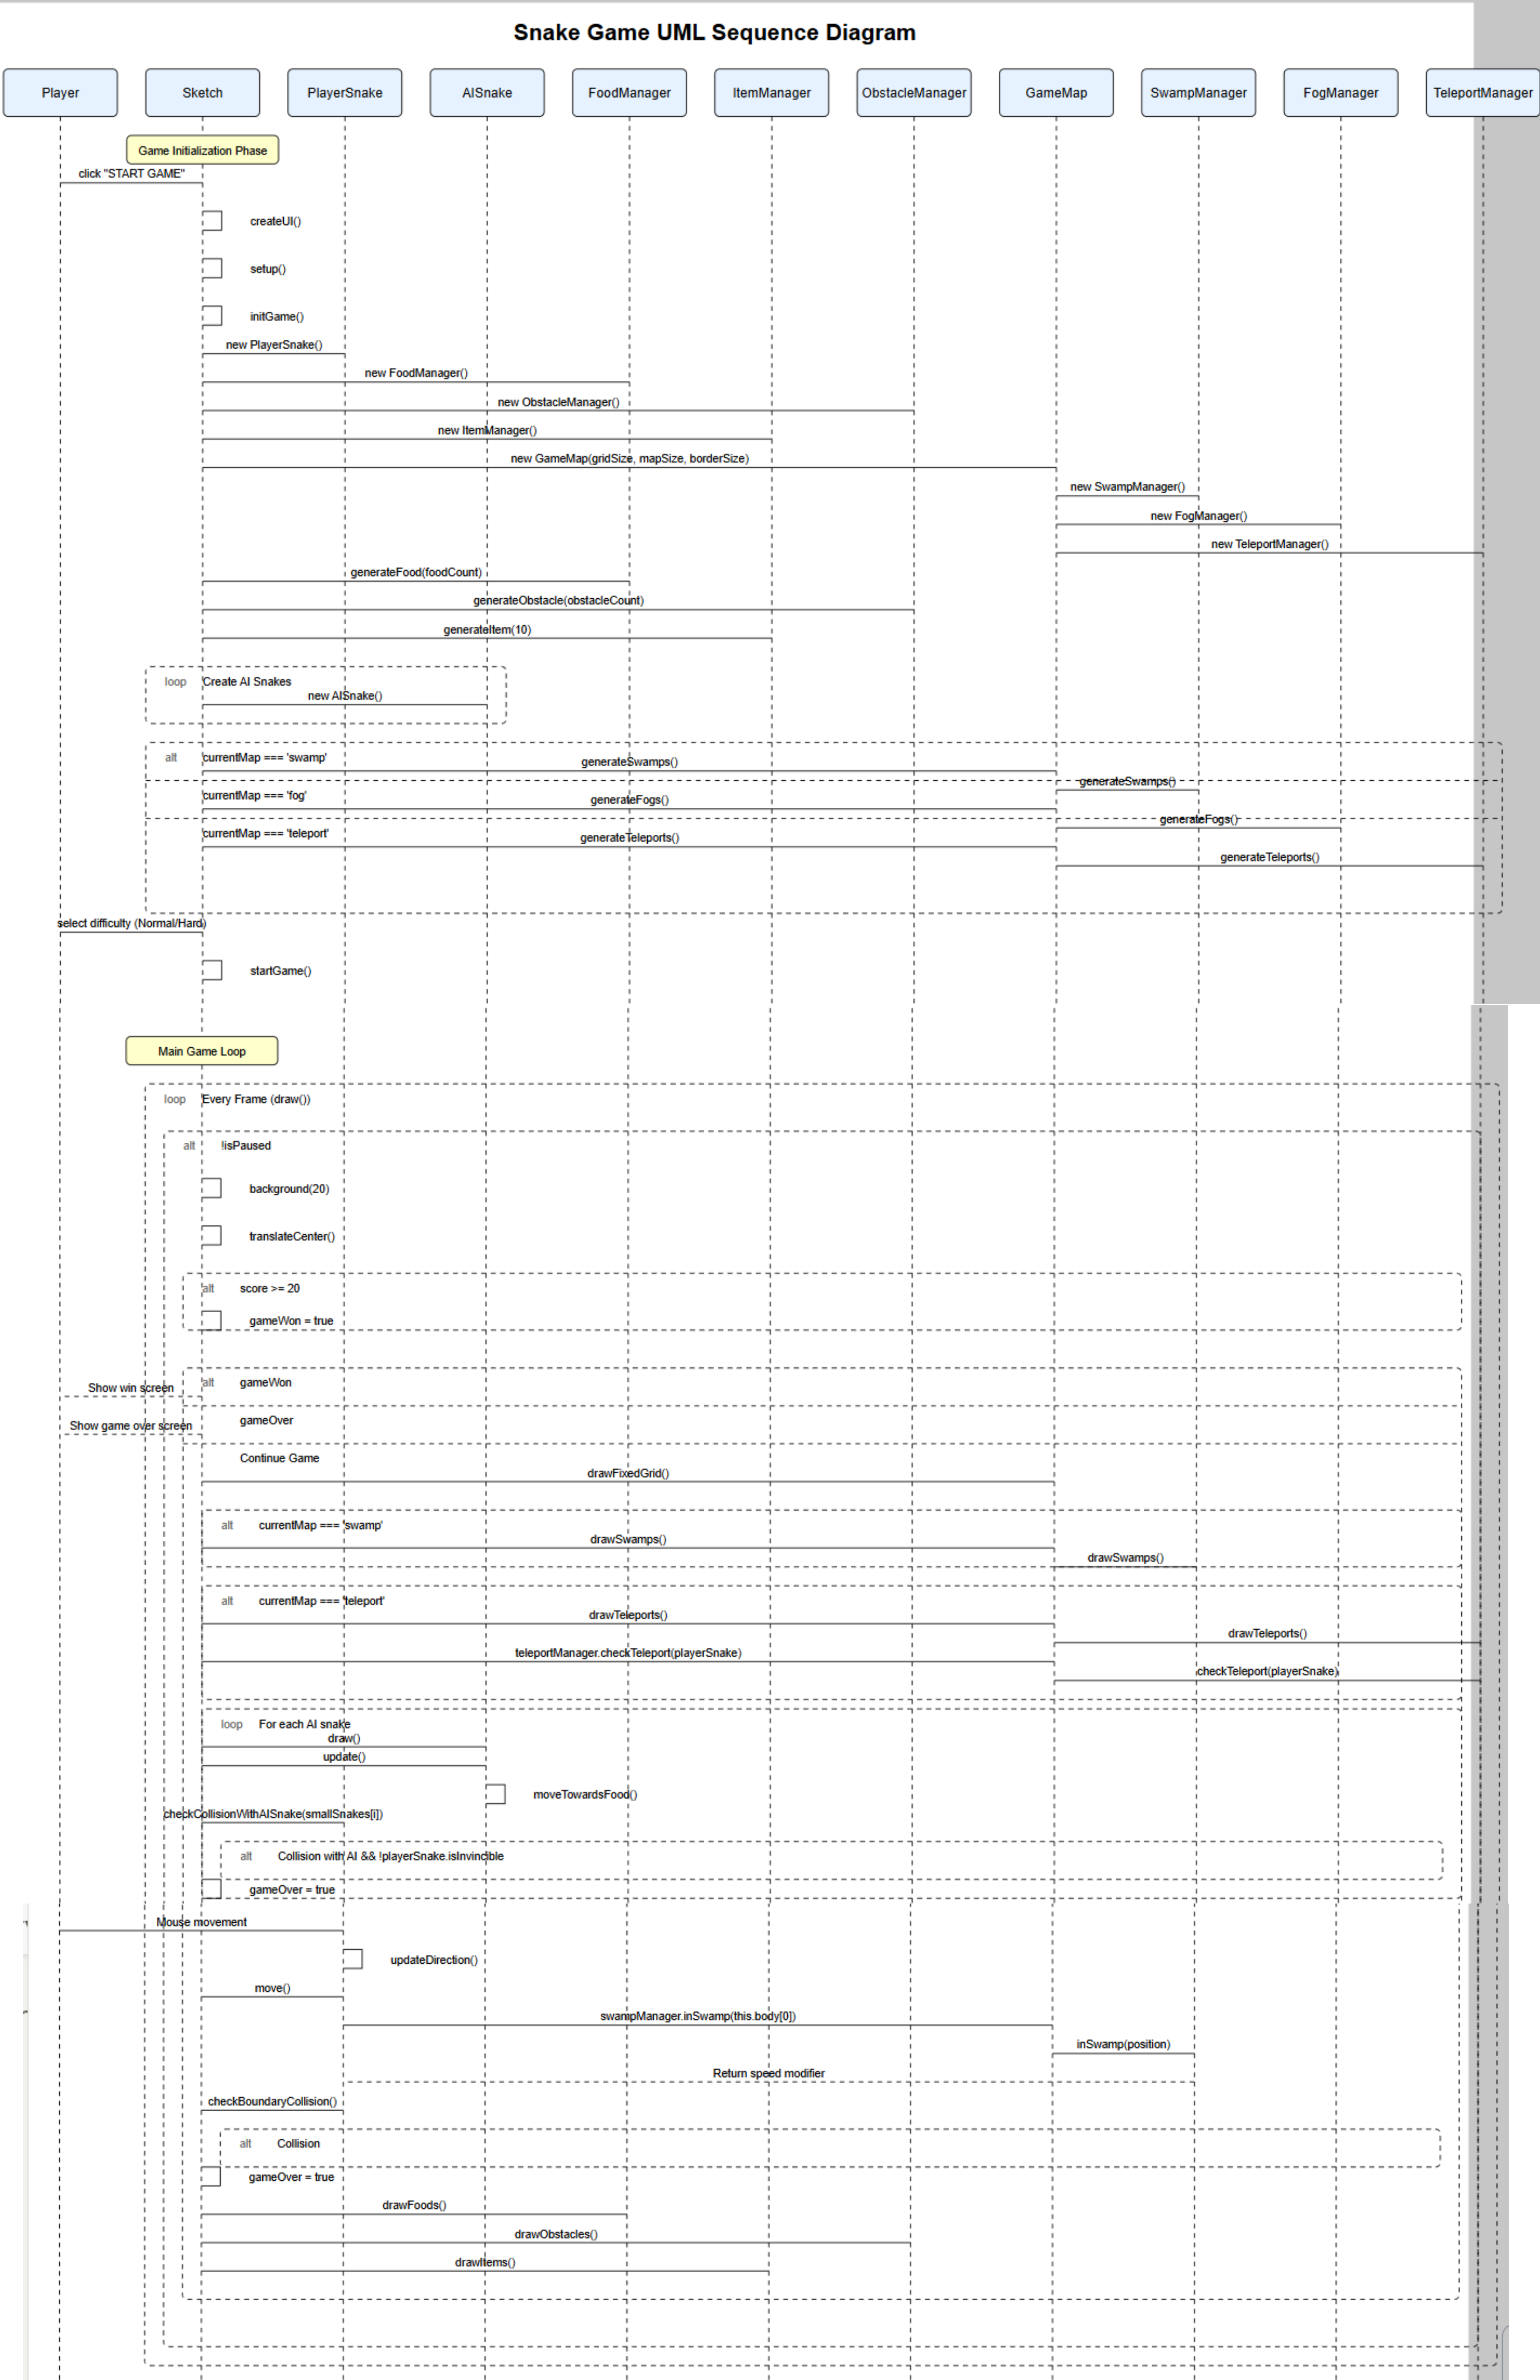 Snake Game UML Sequence Diagram
Player
Sketch
PlayerSnake
AISnake
FoodManager
ItemManager
ObstacleManager
GameMap
SwampManager
FogManager
TeleportManager
Game Initialization Phase
click "START GAME"
createUI()
setup()
initGame()
new PlayerSnake()
new FoodManager()
new ObstacleManager()
new ItemManager()
new GameMap(gridSize, mapSize, borderSize)
new SwampManager()
new FogManager()
new TeleportManager()
generateFood(foodCount)
generateObstacle(obstacleCount)
generateItem(10)
loop Create AI Snakes
new AISnake()
alt currentMap === 'swamp'
generateSwamps()
generateSwamps()
currentMap === 'fog'
generateFogs()
generateFogs()
currentMap === 'teleport'
generateTeleports()
generateTeleports()
select difficulty (Normal/Hard)
startGame()
Main Game Loop
loop Every Frame (draw())
alt !isPaused
background(20)
translateCenter()
alt score >= 20
gameWon = true
alt gameWon
Show win screen
gameOver
Show game over screen
Continue Game
drawFixedGrid()
alt currentMap === 'swamp'
drawSwamps()
drawSwamps()
alt currentMap === 'teleport'
drawTeleports()
drawTeleports()
teleportManager.checkTeleport(playerSnake)
checkTeleport(playerSnake)
loop For each AI snake
draw()
update()
moveTowardsFood()
checkCollisionWithAISnake(smallSnakes[i])
alt Collision with AI && !playerSnake.isInvincible
gameOver = true
Mouse movement
updateDirection()
move()
swampManager.inSwamp(this.body[0])
inSwamp(position)
Return speed modifier
checkBoundaryCollision()
alt Collision
gameOver = true
drawFoods()
drawObstacles()
drawItems()